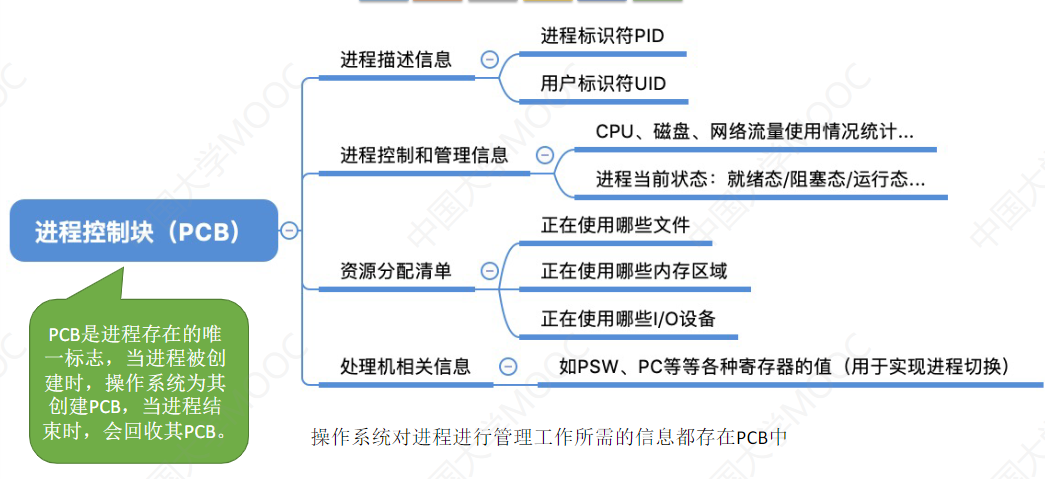 进程控制块（PCB）
进程描述信息
进程标识符PID
用户标识符UID
进程控制和管理信息
CPU、磁盘、网络流量使用情况统计...
进程当前状态：就绪态/阻塞态/运行态...
资源分配清单
正在使用哪些文件
正在使用哪些内存区域
正在使用哪些I/O设备
处理机相关信息
如PSW、PC等等各种寄存器的值（用于实现进程切换）
PCB是进程存在的唯
一标志，当进程被创
建时，操作系统为其
创建PCB，当进程结
束时，会回收其PCB。
操作系统对进程进行管理工作所需的信息都存在PCB中
中国大学MOOC